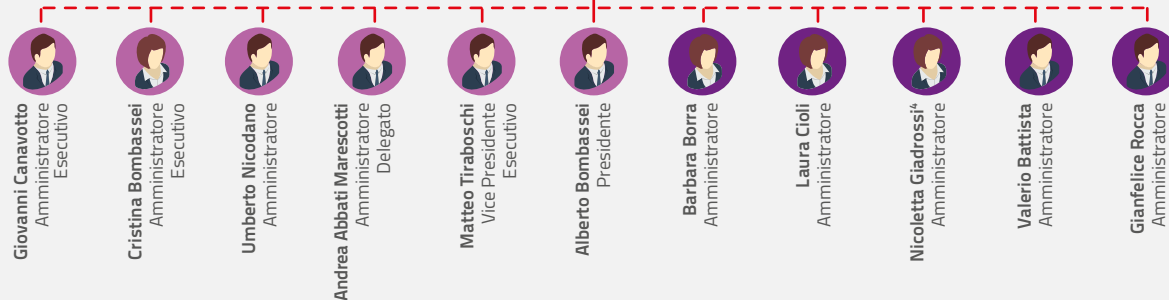 Giovanni Canavotto
Amministratore
Esecutivo
Cristina Bombassei
Amministratore
Esecutivo
Umberto Nicodano
Amministratore
Andrea Abbati Marescotti
Amministratore
Delegato
Matteo Tiraboschi
Vice Presidente
Esecutivo
Alberto Bombassei
Presidente
Barbara Borra
Amministratore
Laura Cioli
Amministratore
Nicoletta Giadrossi⁴
Amministratore
Valerio Battista
Amministratore
Gianfelice Rocca
Amministratore